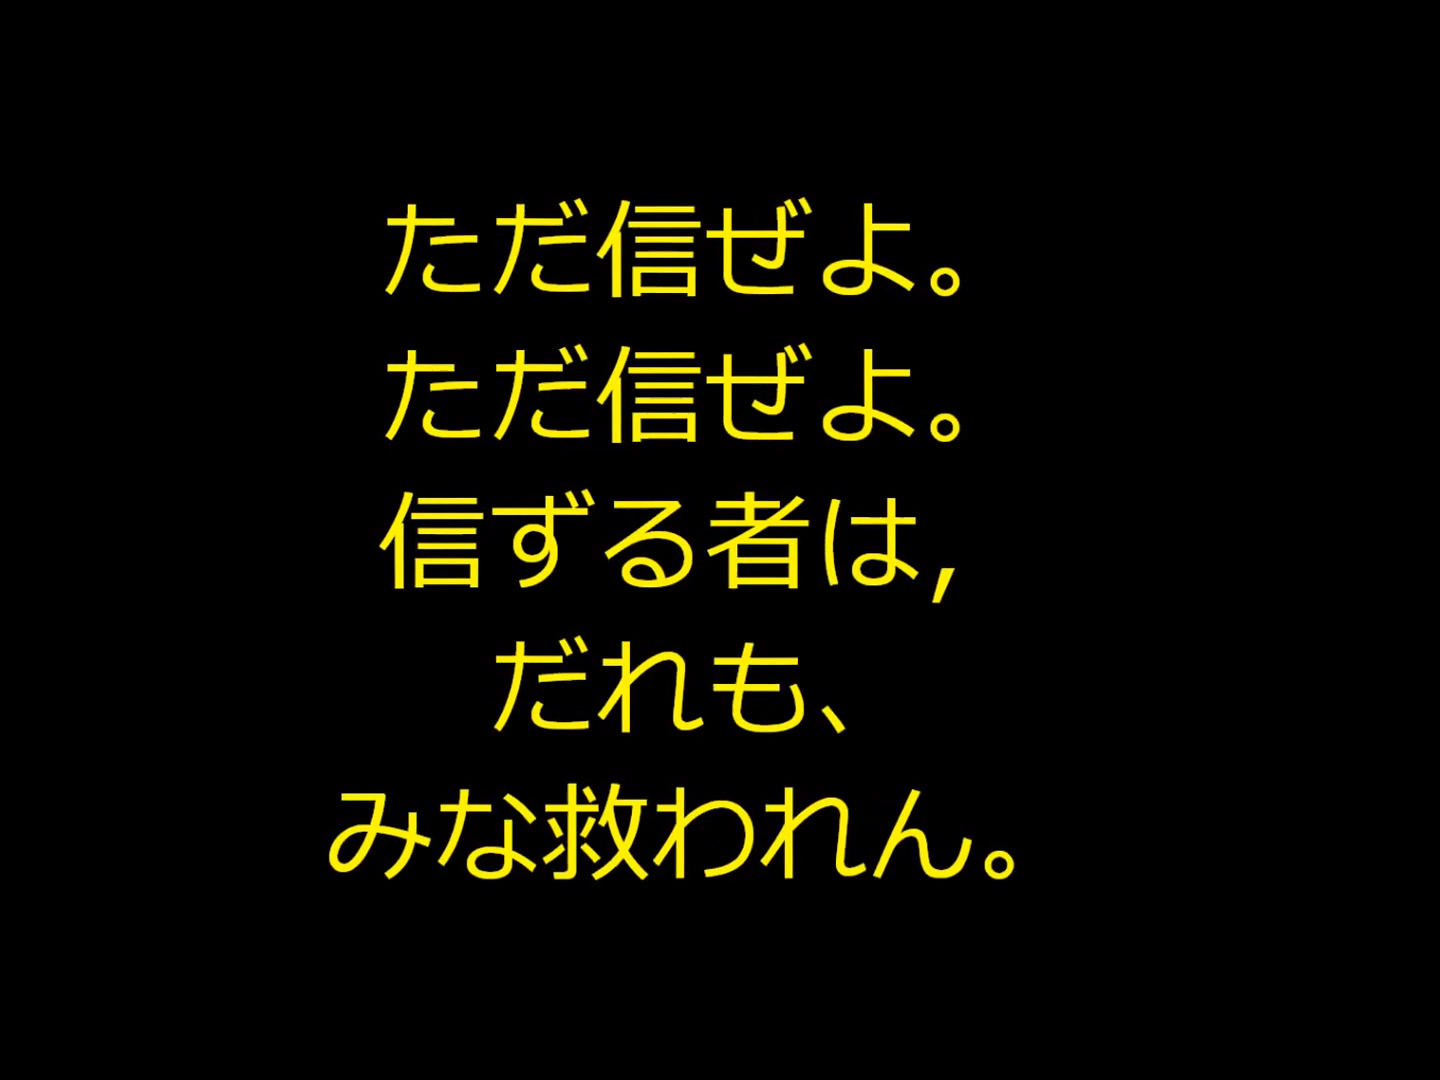 ただ信ぜよ。
ただ信ぜよ。
信ずる者は,
だれも、
みな救われん。